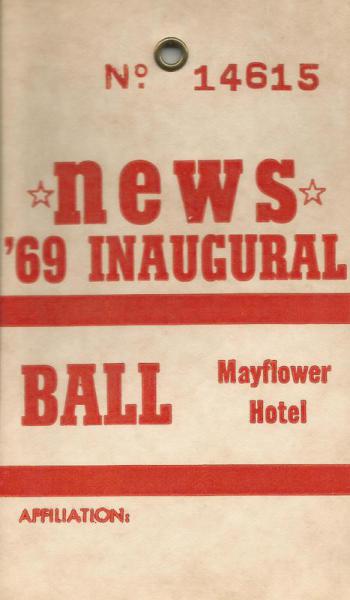 Nº 14615
news
'69 INAUGURAL
BALL
Mayflower
Hotel
AFFILIATION: